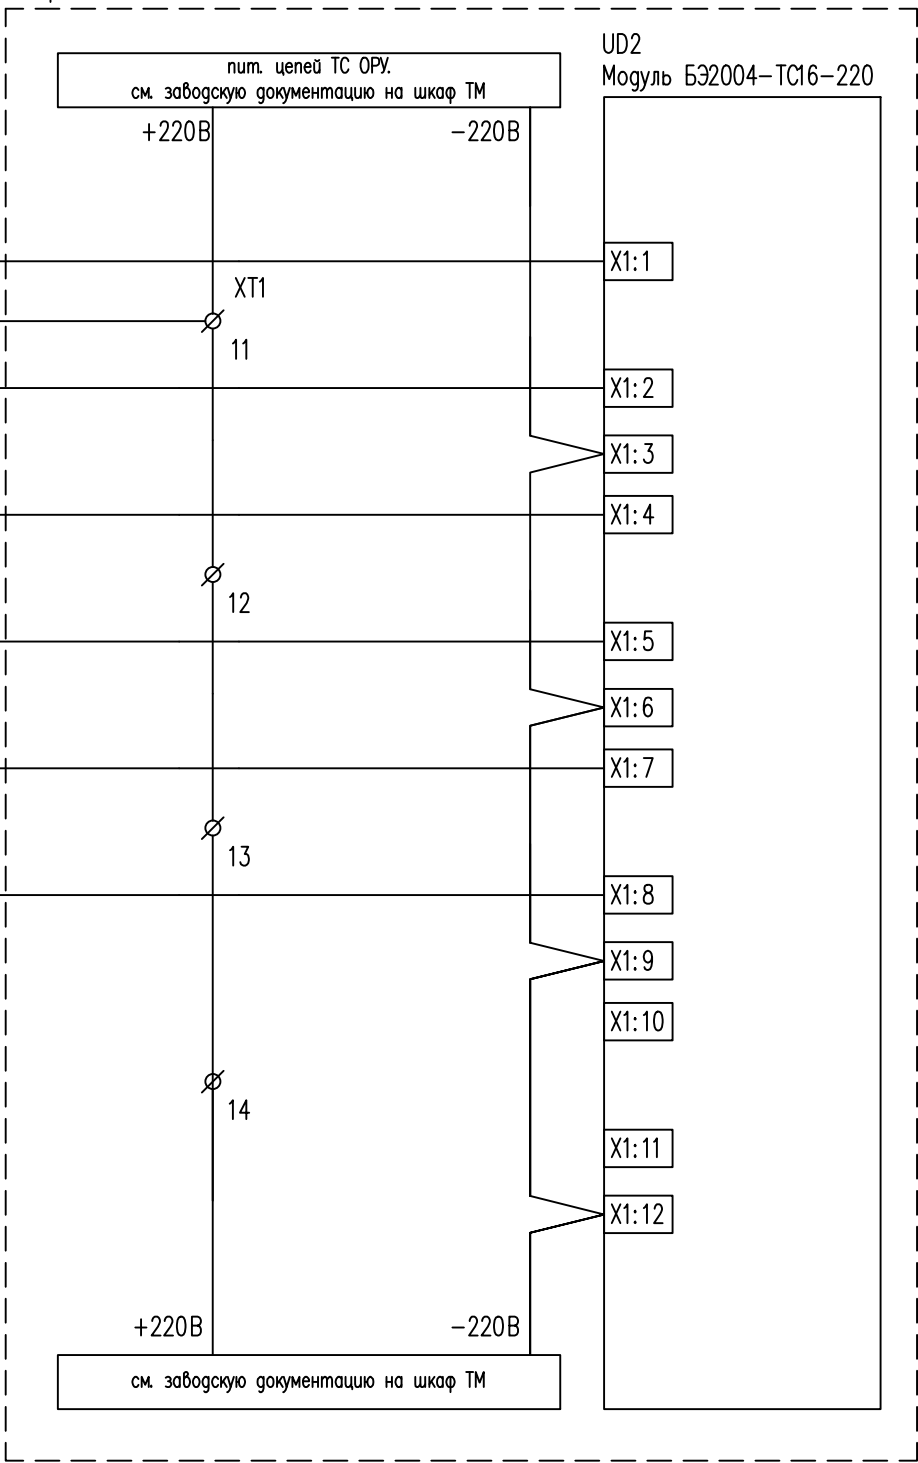 UD2
Модуль БЭ2004-ТС16-220
пит. цепей ТС ОРУ.
см. заводскую документацию на шкаф ТМ
+220В
-220В
X1:1
XT1
11
X1:2
X1:3
X1:4
12
X1:5
X1:6
X1:7
13
X1:8
X1:9
X1:10
14
X1:11
X1:12
+220В
-220В
см. заводскую документацию на шкаф ТМ